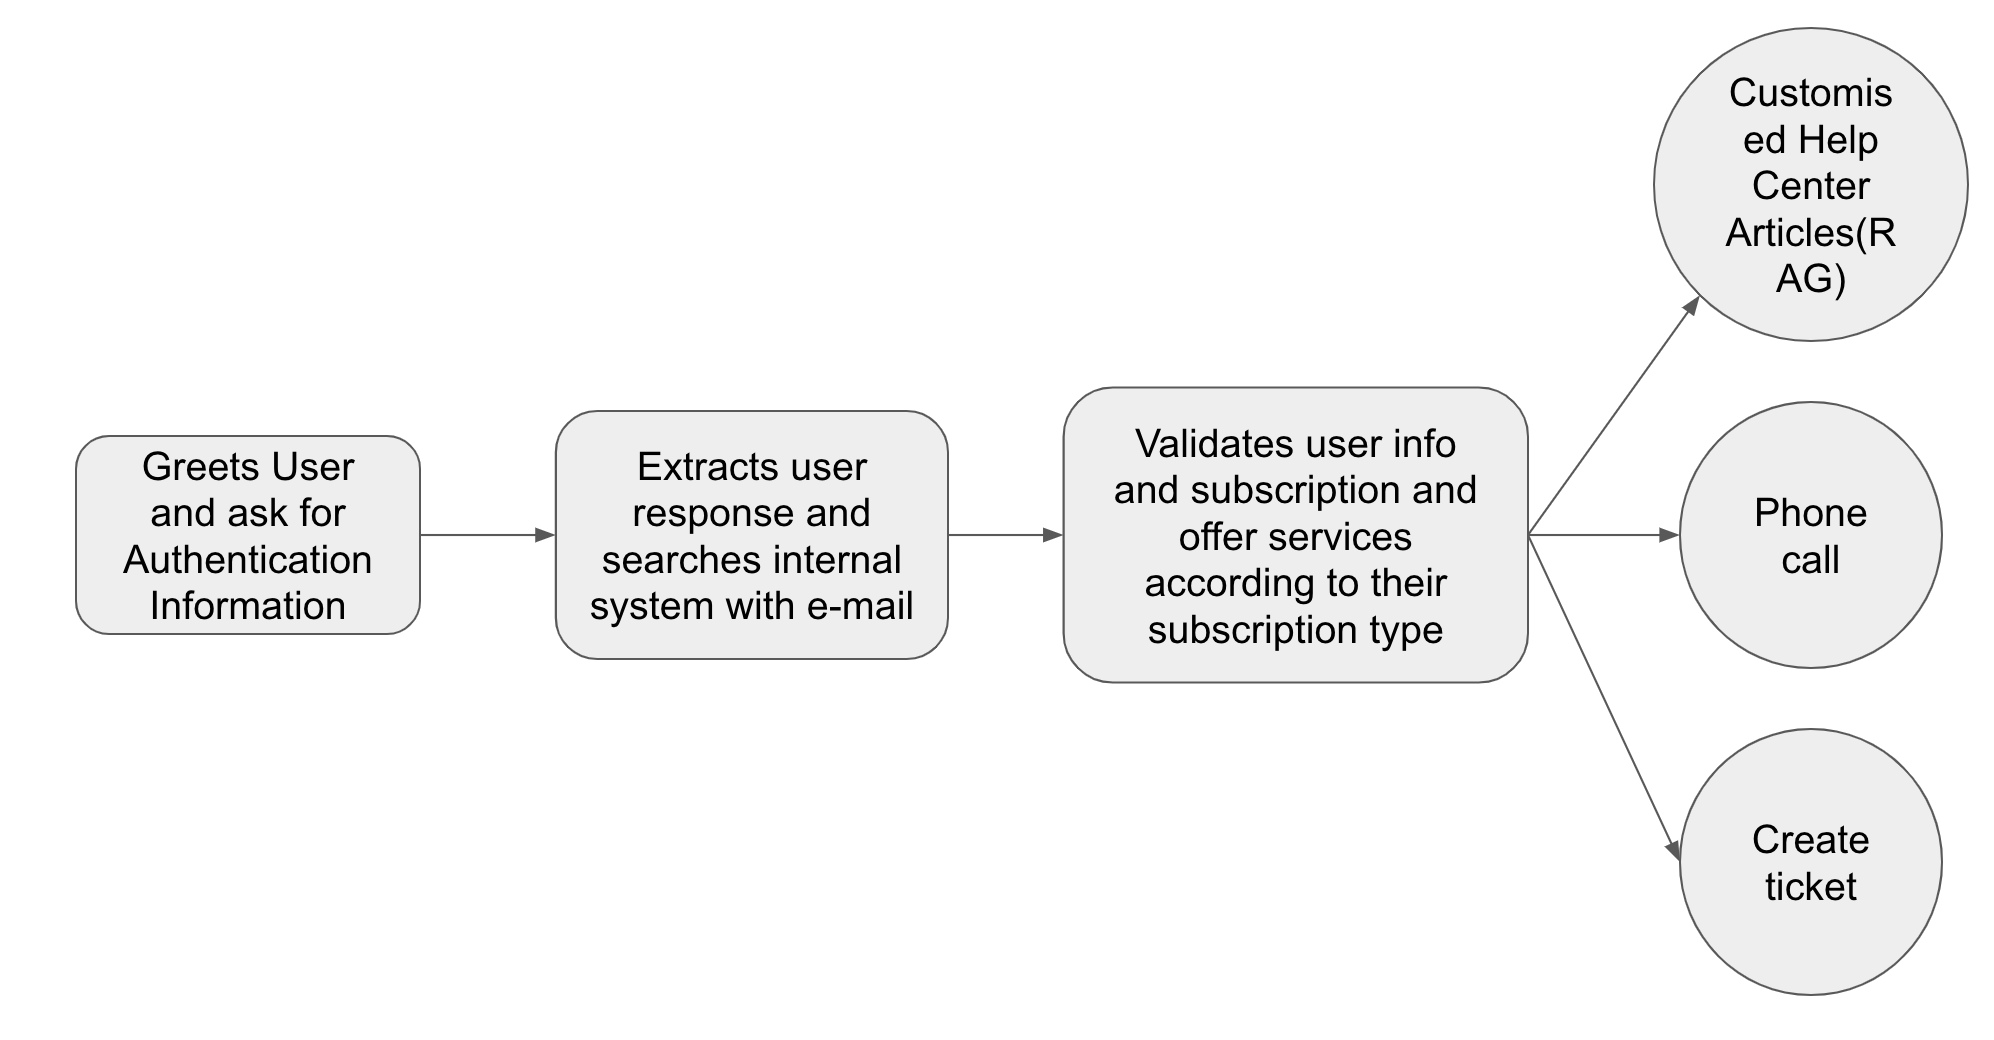 Greets User
and ask for
Authentication
Information
Extracts user
response and
searches internal
system with e-mail
Validates user info
and subscription and
offer services
according to their
subscription type
Customis
ed Help
Center
Articles(R
AG)
Phone
call
Create
ticket